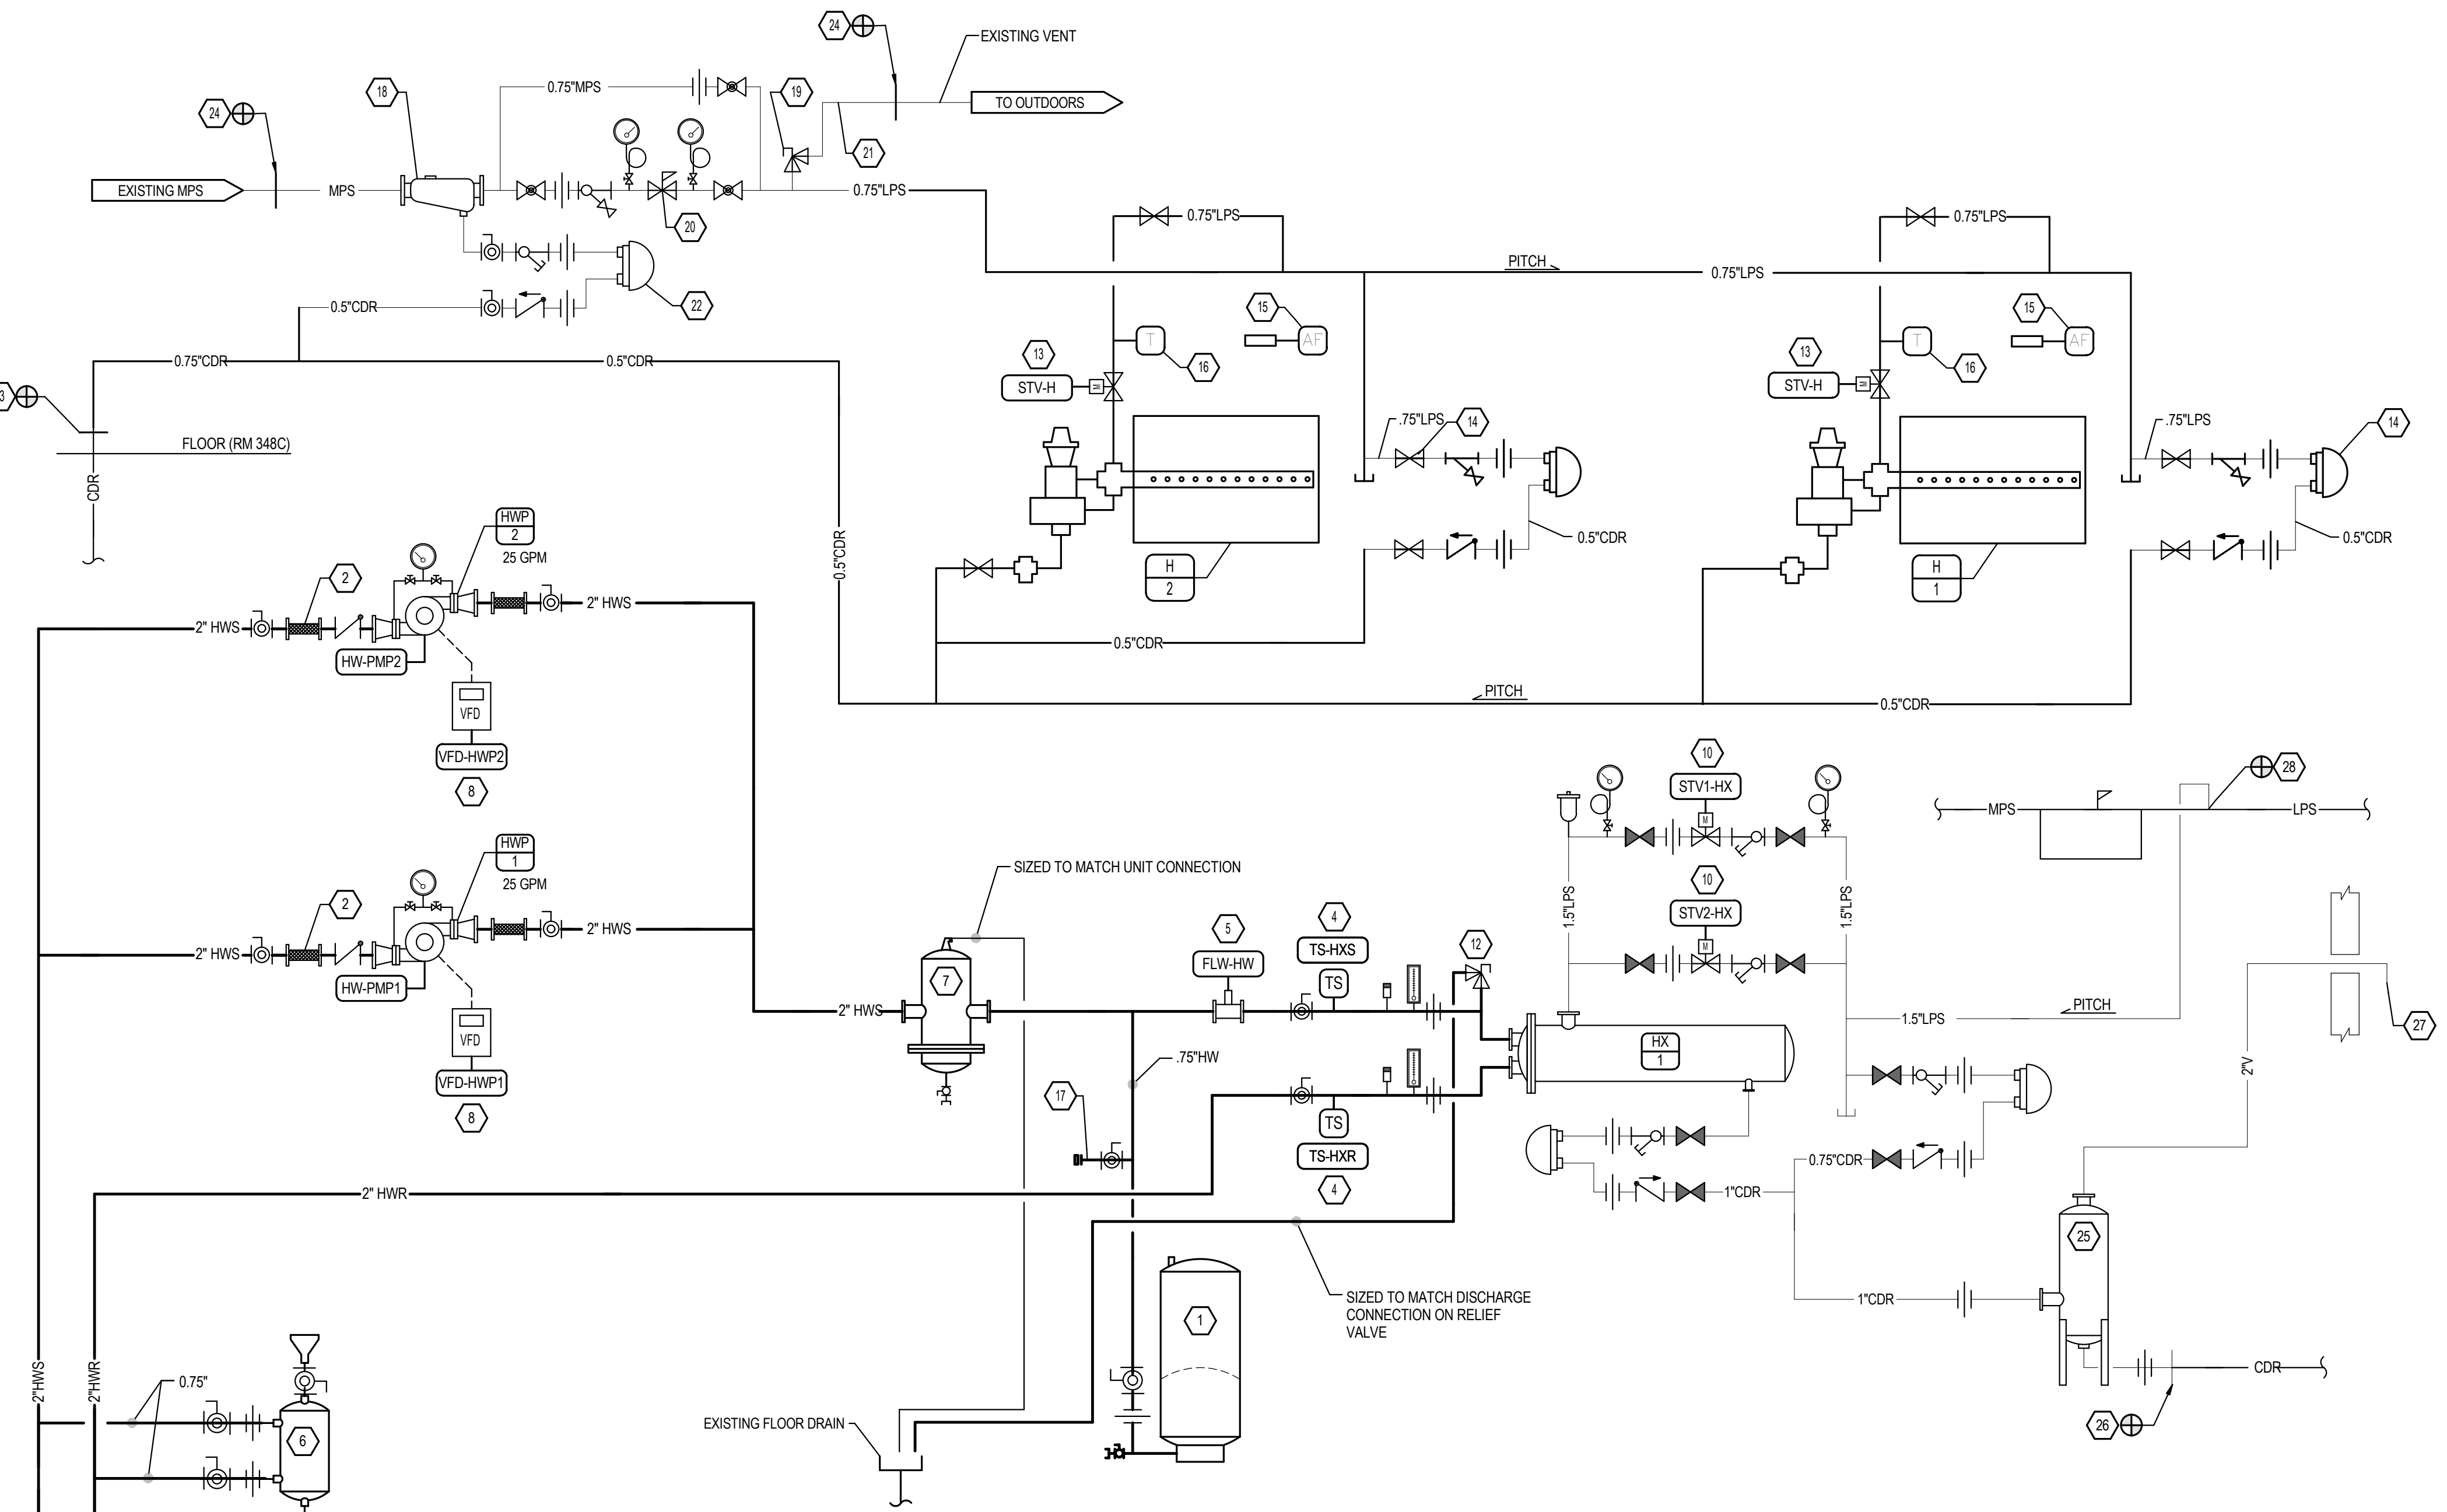 24
EXISTING VENT
18
0.75"MPS
19
TO OUTDOORS
24
21
EXISTING MPS
MPS
0.75"LPS
20
0.75"LPS
0.75"LPS
PITCH
0.75"LPS
22
0.5"CDR
15
AF
15
AF
T
16
T
16
13
STV-H
M
13
STV-H
M
0.75"CDR
0.5"CDR
3
FLOOR (RM 348C)
CDR
.75"LPS
14
.75"LPS
14
HWP
2
25 GPM
0.5"CDR
0.5"CDR
0.5"CDR
H
2
H
1
2
2" HWS
2" HWS
HW-PMP2
0.5"CDR
VFD
VFD-HWP2
8
PITCH
0.5"CDR
10
STV1-HX
M
28
MPS
LPS
HWP
1
25 GPM
SIZED TO MATCH UNIT CONNECTION
1.5"LPS
1.5"LPS
10
STV2-HX
M
2
2" HWS
2" HWS
HW-PMP1
5
FLW-HW
4
TS-HXS
TS
12
7
2" HWS
VFD
VFD-HWP1
8
PITCH
1.5"LPS
27
HX
1
2"V
.75"HW
17
TS
TS-HXR
4
0.75"CDR
1"CDR
2" HWR
25
1"CDR
SIZED TO MATCH DISCHARGE
CONNECTION ON RELIEF
VALVE
1
2"HWS
2"HWR
0.75"
CDR
EXISTING FLOOR DRAIN
26
6